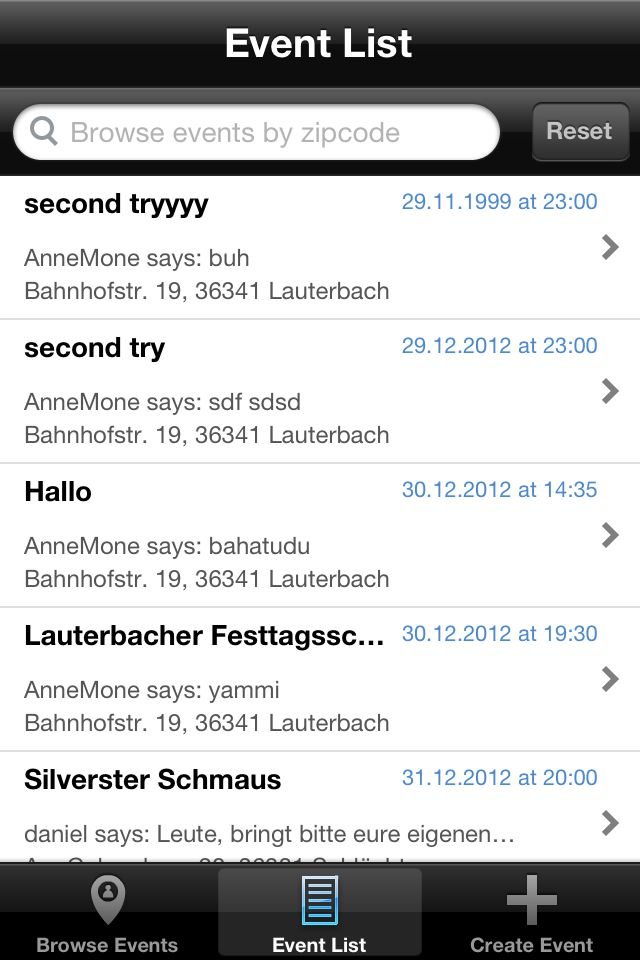 Event List
Browse events by zipcode
Reset
second tryyyy
29.11.1999 at 23:00
AnneMone says: buh
Bahnhofstr. 19, 36341 Lauterbach
second try
29.12.2012 at 23:00
AnneMone says: sdf sdsd
Bahnhofstr. 19, 36341 Lauterbach
Hallo
30.12.2012 at 14:35
AnneMone says: bahatudu
Bahnhofstr. 19, 36341 Lauterbach
Lauterbacher Festtagssc...
30.12.2012 at 19:30
AnneMone says: yammi
Bahnhofstr. 19, 36341 Lauterbach
Silverster Schmaus
31.12.2012 at 20:00
daniel says: Leute, bringt bitte eure eigenen...
Browse Events
Event List
Create Event